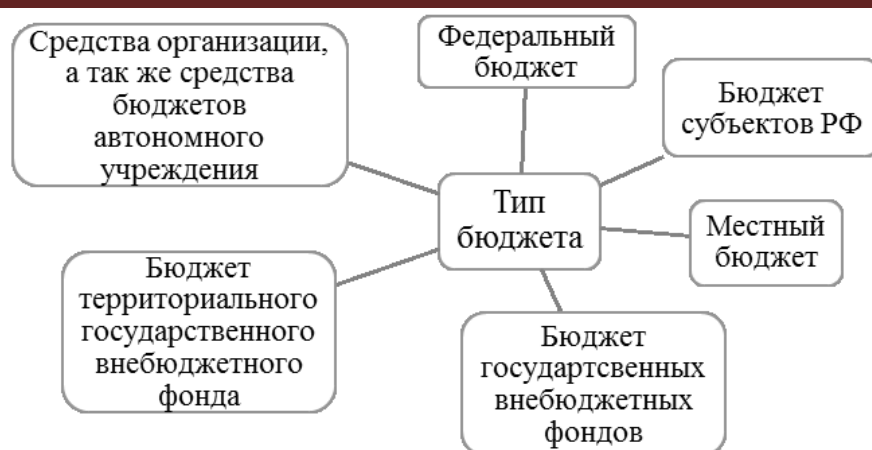 Средства организации,
а так же средства
бюджетов
автономного
учреждения
Федеральный
бюджет
Бюджет
субъектов РФ
Тип
бюджета
Местный
бюджет
Бюджет
территориального
государственного
внебюджетного
фонда
Бюджет
государтсвенных
внебюджетных
фондов